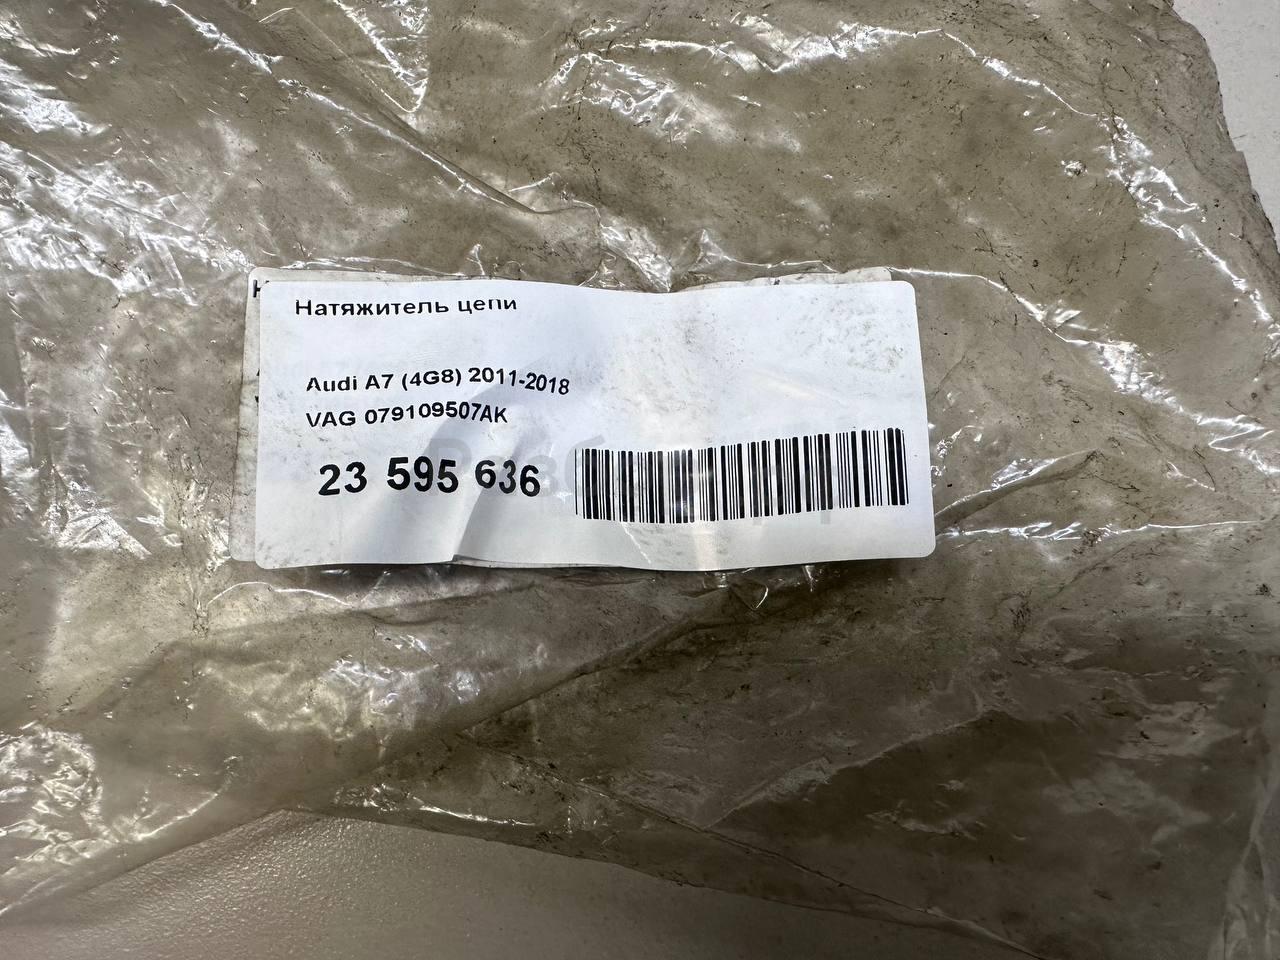 Натяжитель цепи
Audi A7 (4G8) 2011-2018
VAG 079109507AK
23 595 636